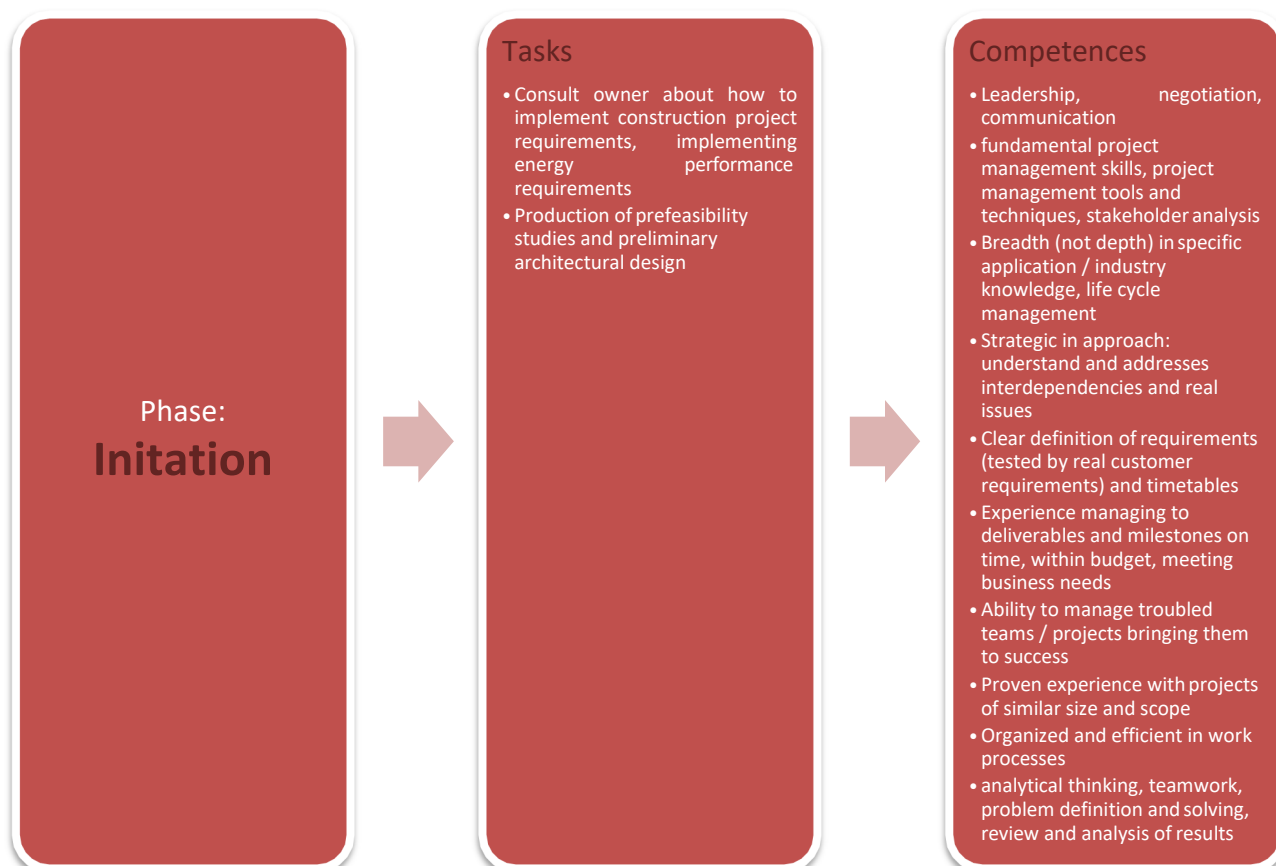 Phase:
Initation
Tasks
• Consult owner about how to
implement construction project
requirements, implementing
energy performance
requirements
• Production of prefeasibility
studies and preliminary
architectural design
Competences
• Leadership, negotiation,
communication
• fundamental project
management skills, project
management tools and
techniques, stakeholder analysis
• Breadth (not depth) in specific
application / industry
knowledge, life cycle
management
• Strategic in approach:
understand and addresses
interdependencies and real
issues
• Clear definition of requirements
(tested by real customer
requirements) and timetables
• Experience managing to
deliverables and milestones on
time, within budget, meeting
business needs
• Ability to manage troubled
teams / projects bringing them
to success
• Proven experience with projects
of similar size and scope
• Organized and efficient in work
processes
• analytical thinking, teamwork,
problem definition and solving,
review and analysis of results